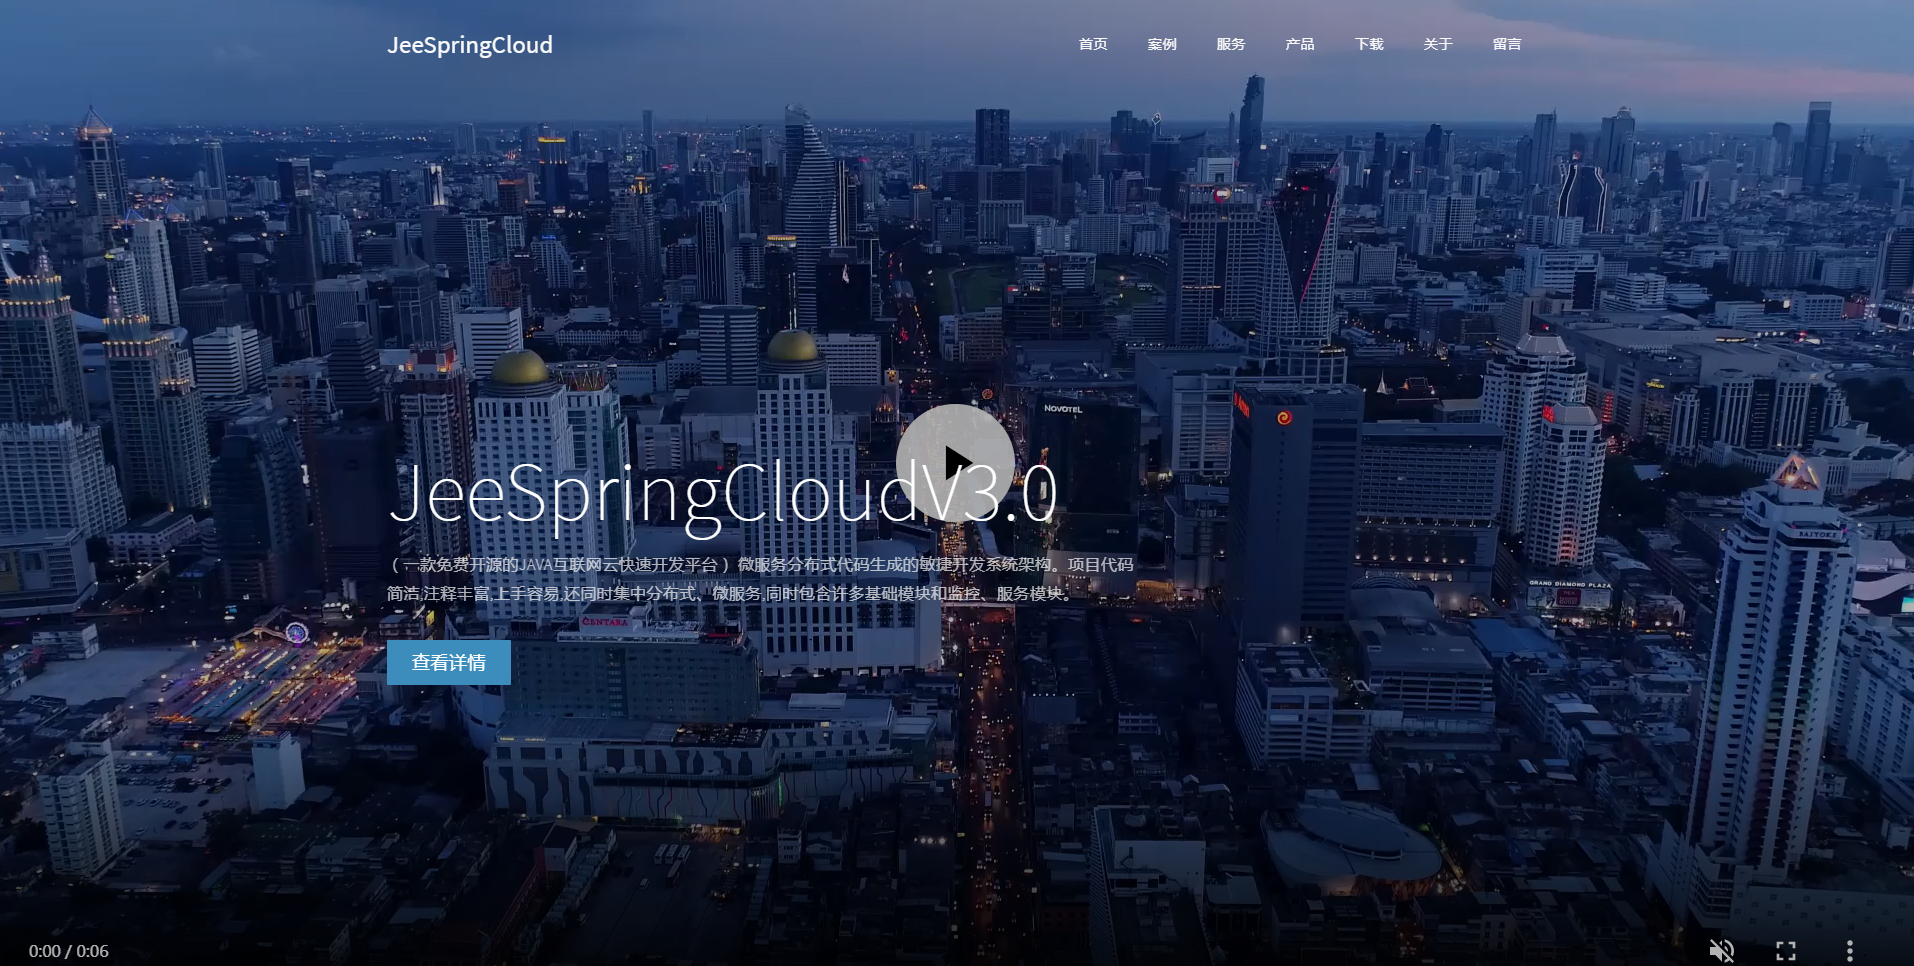 JeeSpringCloud
首页 案例 服务 产品 下载 关于 留言
NOVOTEL
JeeSpringCloudV3.0
（一款免费开源的JAVA互联网云快速开发平台） 微服务分布式代码生成的敏捷开发系统架构。项目代码
简洁,注释丰富,上手容易,还同时集中分布式、微服务,同时包含许多基础模块和监控、服务模块。
BAIYOKE
GRAND DIAMOND PLAZA
CENTARA
查看详情
0:00 / 0:06